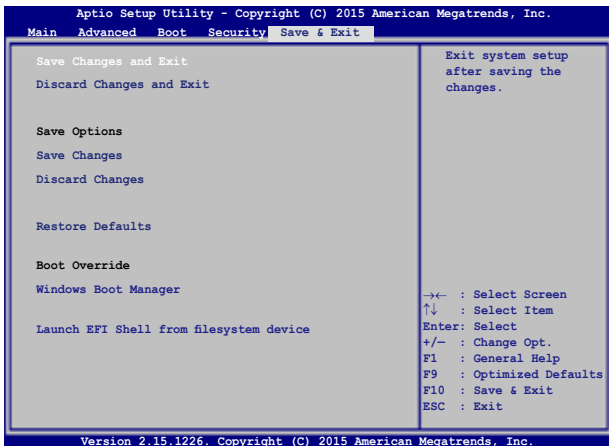 Aptio Setup Utility - Copyright (C) 2015 American Megatrends, Inc.
Main Advanced Boot Security Save & Exit
Save Changes and Exit
Discard Changes and Exit
Save Options
Save Changes
Discard Changes
Restore Defaults
Boot Override
Windows Boot Manager
Launch EFI Shell from filesystem device
Exit system setup
after saving the
changes.
→← : Select Screen
↑↓ : Select Item
Enter: Select
+/— : Change Opt.
F1 : General Help
F9 : Optimized Defaults
F10 : Save & Exit
ESC : Exit
Version 2.15.1226. Copyright (C) 2015 American Megatrends, Inc.